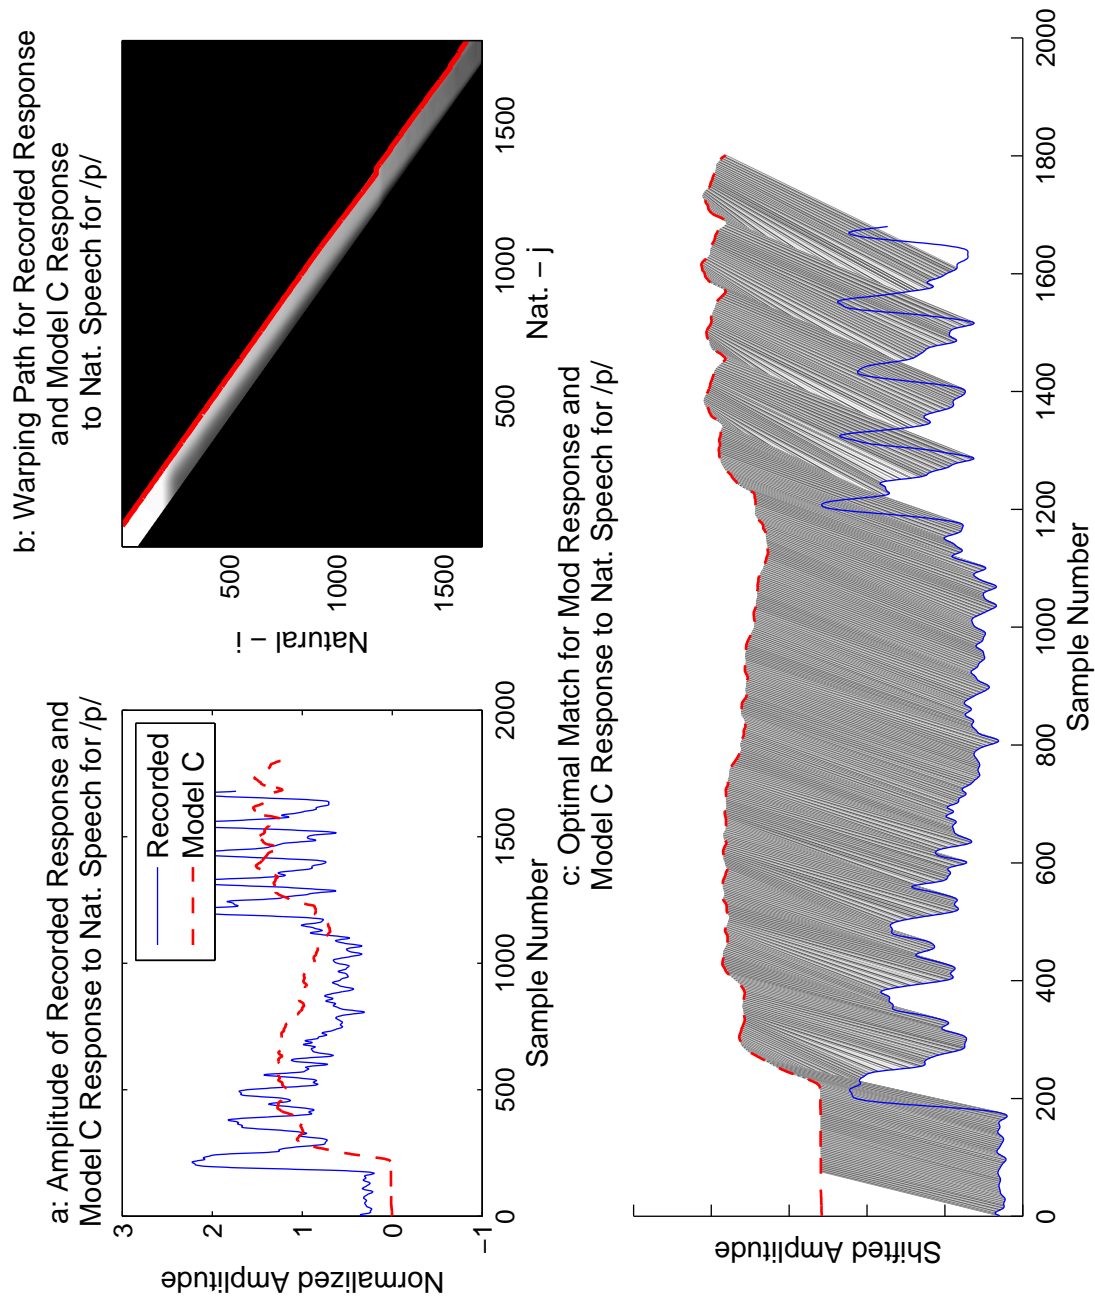 a: Amplitude of Recorded Response and
Model C Response to Nat. Speech for /p/
3
2
1
0
−1
Normalized Amplitude
0
500
1000
1500
2000
Sample Number
Recorded
Model C
b: Warping Path for Recorded Response
and Model C Response
to Nat. Speech for /p/
500
1000
1500
Natural − i
500
1000
1500
Nat. − j
c: Optimal Match for Mod Response and
Model C Response to Nat. Speech for /p/
Shifted Amplitude
0
200
400
600
800
1000
1200
1400
1600
1800
2000
Sample Number